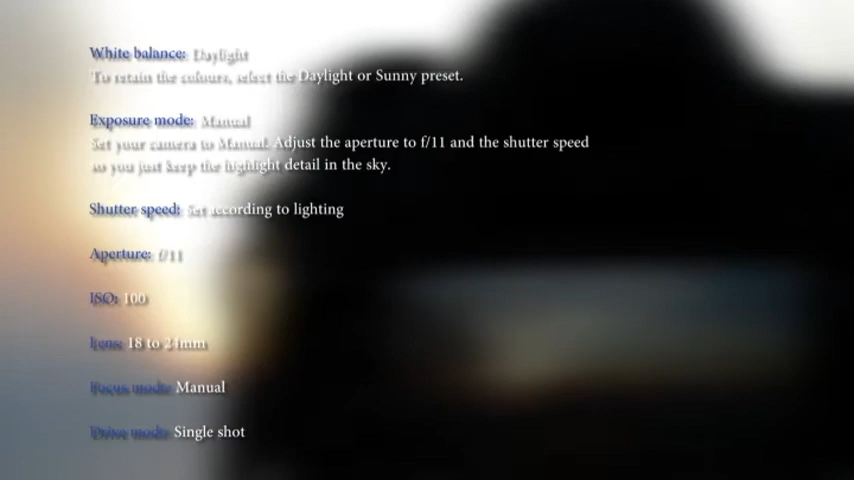 White balance: Daylight
To retain the colours, select the Daylight or Sunny preset.
Exposure mode: Manual
Set your camera to Manual. Adjust the aperture to f/11 and the shutter speed
so you just keep the highlight detail in the sky.
Shutter speed: Set according to lighting
Aperture: f/11
ISO: 100
Lens: 18 to 24mm
Focus mode: Manual
Drive mode: Single shot